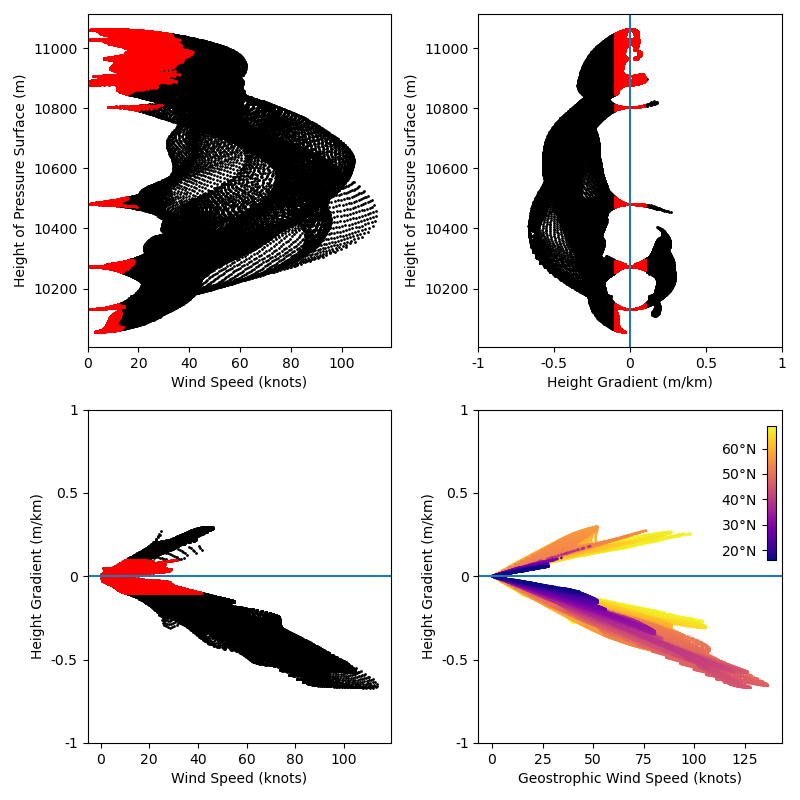 11000
10800
10600
10400
10200
Height of Pressure Surface (m)
0 20 40 60 80 100
Wind Speed (knots)
11000
10800
10600
10400
10200
Height of Pressure Surface (m)
-1 -0.5 0 0.5 1
Height Gradient (m/km)
1
0.5
0
-0.5
-1
Height Gradient (m/km)
0 20 40 60 80 100
Wind Speed (knots)
1
0.5
0
-0.5
-1
Height Gradient (m/km)
60°N
50°N
40°N
30°N
20°N
0 25 50 75 100 125
Geostrophic Wind Speed (knots)